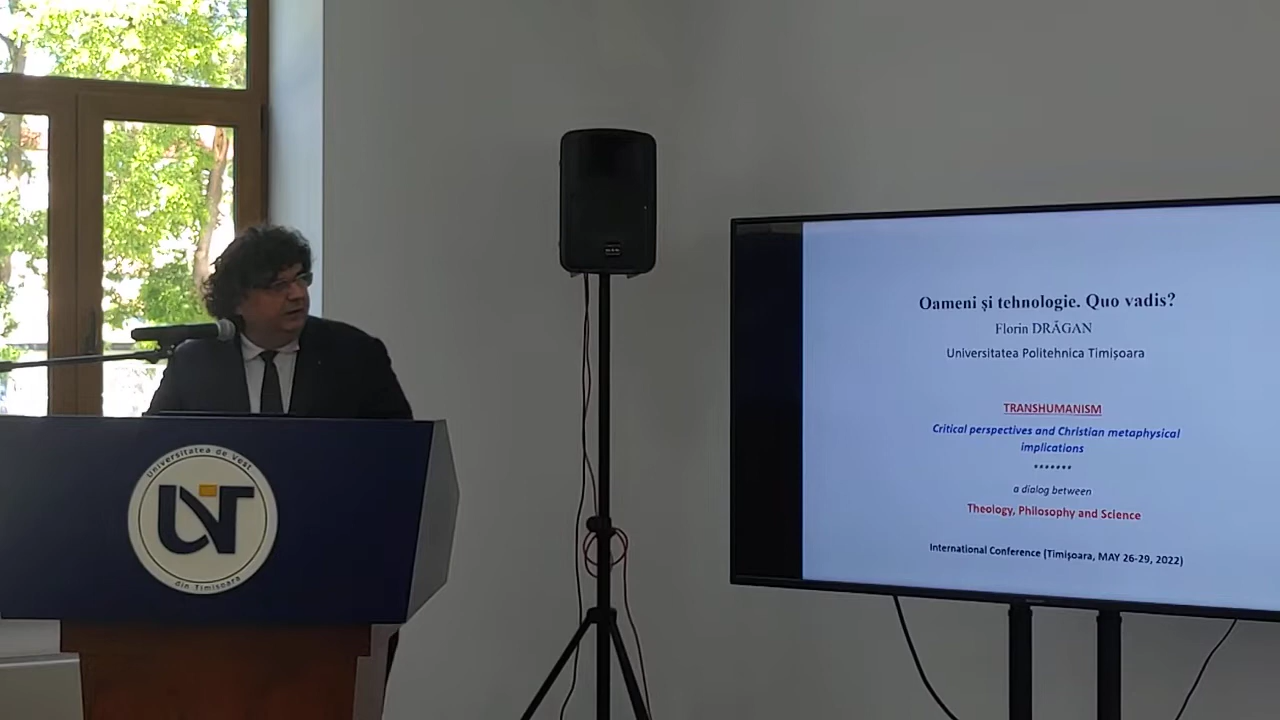 Universitatea de Vest
UVT
din Timisoara
Oameni și tehnologie. Quo vadis?
Florin DRĂGAN
Universitatea Politehnica Timișoara
TRANSHUMANISM
Critical perspectives and Christian metaphysical
implications
*******
a dialog between
Theology, Philosophy and Science
International Conference (Timișoara, MAY 26-29, 2022)